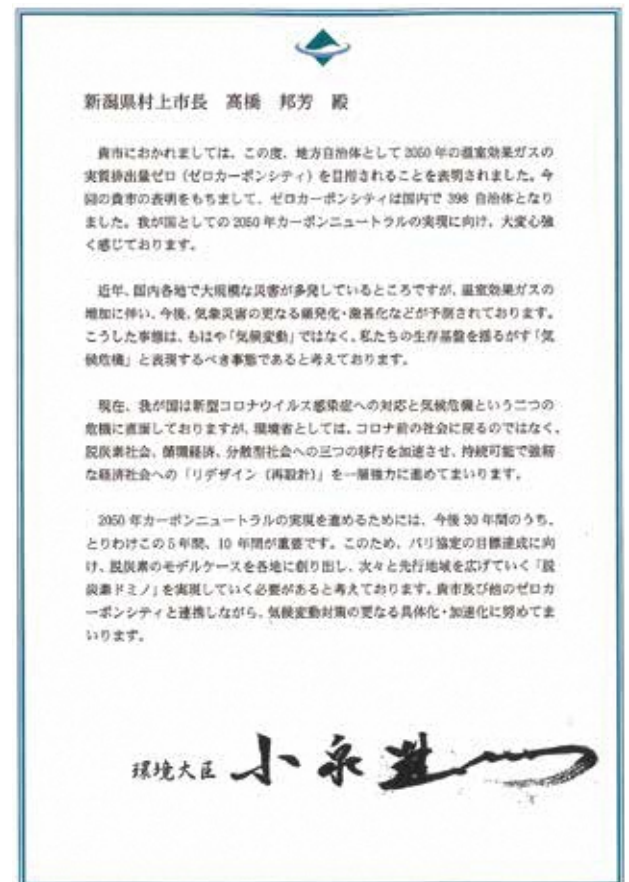 新潟県村上市長　高橋　邦芳　殿
貴市におかれましては、この度、地方自治体として 2050 年の温室効果ガスの
実質排出量ゼロ（ゼロカーボンシティ）を目指されることを表明されました。今
回の貴市の表明をもちまして、ゼロカーボンシティは国内で 398 自治体となり
ました。我が国としての 2050 年カーボンニュートラルの実現に向け、大変心強
く感じております。
近年、国内各地で大規模な災害が多発しているところですが、温室効果ガスの
増加に伴い、今後、気象災害の更なる頻発化・激甚化などが予測されております。
こうした事態は、もはや「気候変動」ではなく、私たちの生存基盤を揺るがす「気
候危機」と表現するべき事態であると考えております。
現在、我が国は新型コロナウイルス感染症への対応と気候危機という二つの
危機に直面しておりますが、環境省としては、コロナ前の社会に戻るのではなく、
脱炭素社会、循環経済、分散型社会への三つの移行を加速させ、持続可能で強靱
な経済社会への「リデザイン（再設計）」を一層強力に進めてまいります。
2050 年カーボンニュートラルの実現を進めるためには、今後 30 年間のうち、
とりわけこの５年間、10 年間が重要です。このため、パリ協定の目標達成に向
け、脱炭素のモデルケースを各地に創り出し、次々と先行地域を広げていく「脱
炭素ドミノ」を実現していく必要があると考えております。貴市及び他のゼロカ
ーボンシティと連携しながら、気候変動対策の更なる具体化・加速化に努めてま
いります。
環境大臣 小泉進